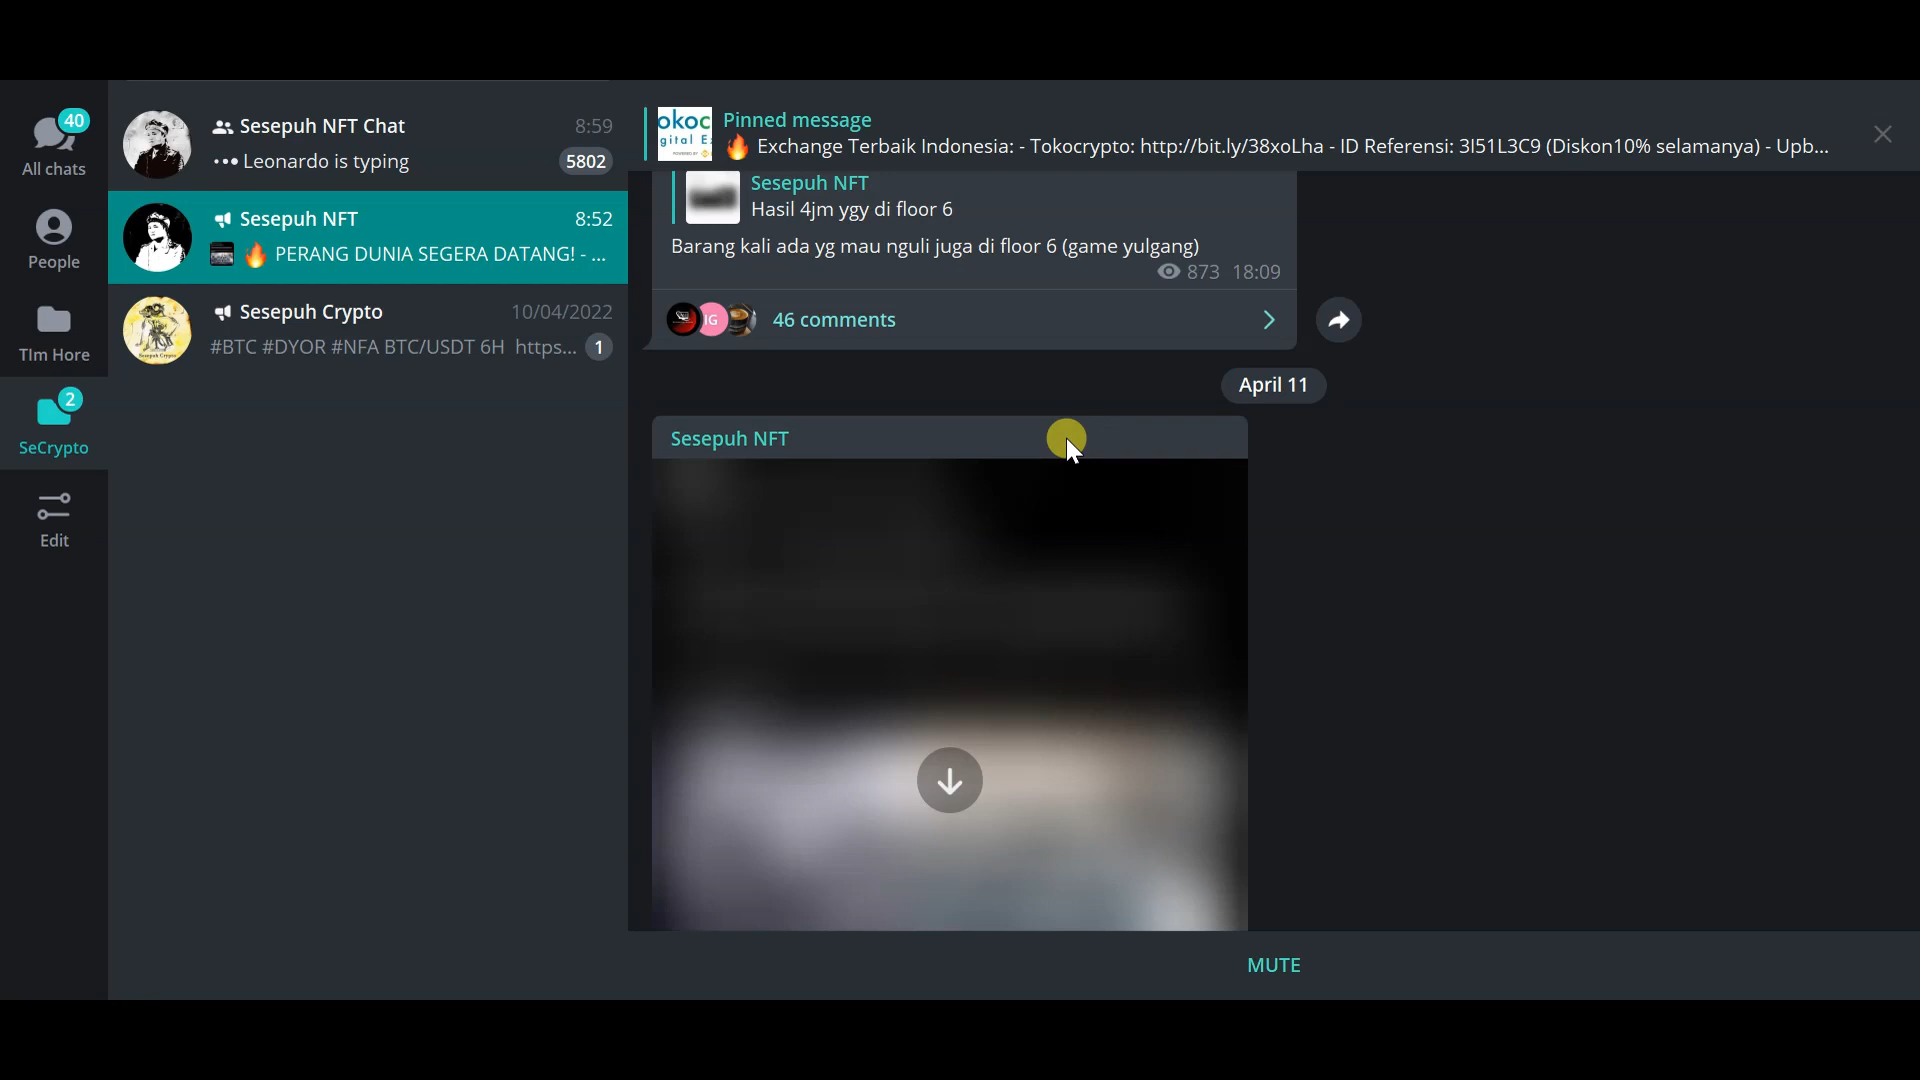 40
All chats
People
TIm Hore
2
SeCrypto
Edit
Sesepuh NFT Chat 8:59
Leonardo is typing 5802
Sesepuh NFT 8:52
🔥 PERANG DUNIA SEGERA DATANG! - ...
Sesepuh Crypto 10/04/2022
#BTC #DYOR #NFA BTC/USDT 6H https... 1
okoc
gital E
Pinned message
🔥 Exchange Terbaik Indonesia: - Tokocrypto: http://bit.ly/38xoLha - ID Referensi: 3I51L3C9 (Diskon10% selamanya) - Upb...
Sesepuh NFT
Hasil 4jm ygy di floor 6
Barang kali ada yg mau nguli juga di floor 6 (game yulgang)
873 18:09
IG
46 comments
April 11
Sesepuh NFT
MUTE